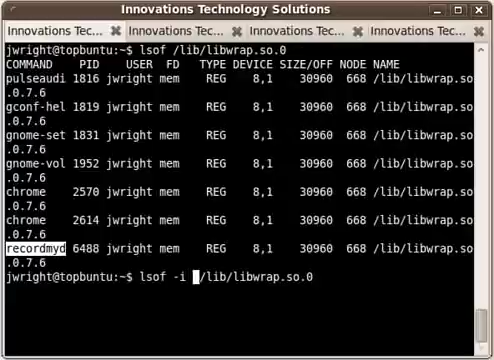 Innovations Technology Solutions
Innovations Tec... Innovations Tec... Innovations Tec... Innovations Tec...
jwright@topbuntu:~$ lsof /lib/libwrap.so.0
COMMAND PID USER FD TYPE DEVICE SIZE/OFF NODE NAME
pulseaudi 1816 jwright mem REG 8,1 30960 668 /lib/libwrap.so
.0.7.6
gconf-hel 1819 jwright mem REG 8,1 30960 668 /lib/libwrap.so
.0.7.6
gnome-set 1831 jwright mem REG 8,1 30960 668 /lib/libwrap.so
.0.7.6
gnome-vol 1952 jwright mem REG 8,1 30960 668 /lib/libwrap.so
.0.7.6
chrome 2570 jwright mem REG 8,1 30960 668 /lib/libwrap.so
.0.7.6
chrome 2614 jwright mem REG 8,1 30960 668 /lib/libwrap.so
.0.7.6
recordmyd 6488 jwright mem REG 8,1 30960 668 /lib/libwrap.so
.0.7.6
jwright@topbuntu:~$ lsof -i /lib/libwrap.so.0